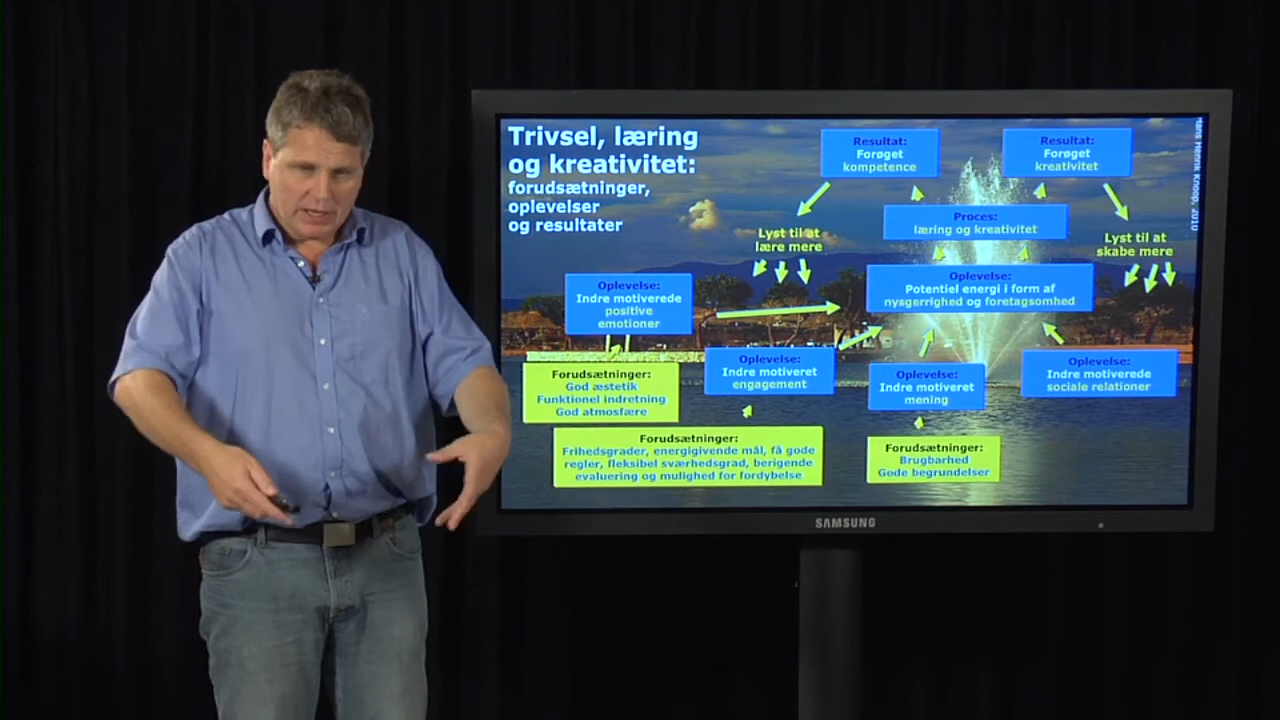 Trivsel, læring
og kreativitet:
forudsætninger,
oplevelser
og resultater
Resultat:
Forøget
kompetence
Resultat:
Forøget
kreativitet
Hans Henrik Knoop, 2010
Proces:
læring og kreativitet
Lyst til at
lære mere
Lyst til at
skabe mere
Oplevelse:
Indre motiverede
positive
emotioner
Oplevelse:
Potentiel energi i form af
nysgerrighed og foretagsomhed
Oplevelse:
Indre motiveret
engagement
Oplevelse:
Indre motiveret
mening
Oplevelse:
Indre motiverede
sociale relationer
Forudsætninger:
God æstetik
Funktionel indretning
God atmosfære
Forudsætninger:
Frihedsgrader, energigivende mål, få gode
regler, fleksibel sværhedsgrad, berigende
evaluering og mulighed for fordybelse
Forudsætninger:
Brugbarhed
Gode begrundelser
SAMSUNG